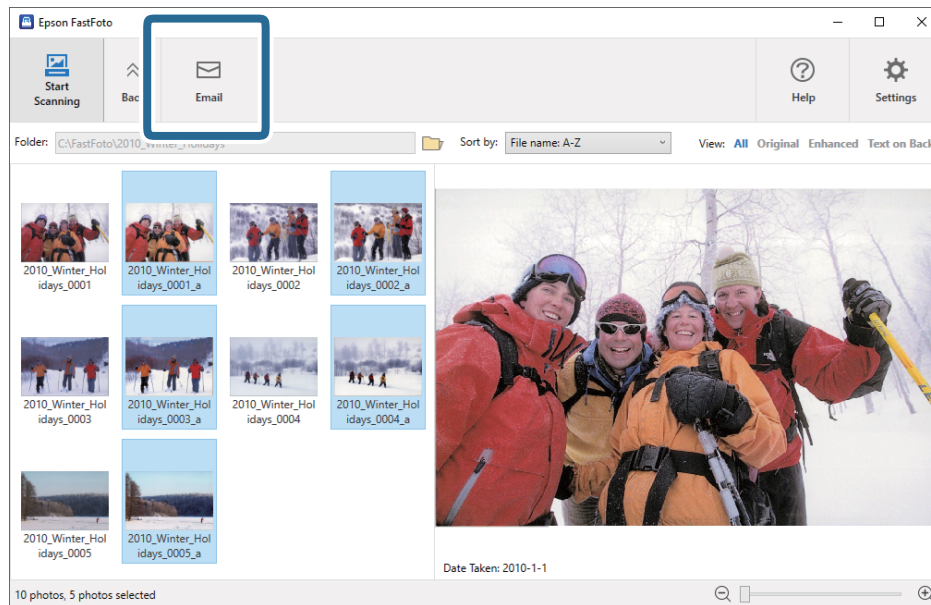 Epson FastFoto
Start
Scanning
Bac
Email
Help
Settings
Folder: C:\FastFoto\2010_Winter_Holidays
Sort by: File name: A-Z
View: All Original Enhanced Text on Back
2010_Winter_Hol
idays_0001
2010_Winter_Hol
idays_0001_a
2010_Winter_Hol
idays_0002
2010_Winter_Hol
idays_0002_a
2010_Winter_Hol
idays_0003
2010_Winter_Hol
idays_0003_a
2010_Winter_Hol
idays_0004
2010_Winter_Hol
idays_0004_a
2010_Winter_Hol
idays_0005
2010_Winter_Hol
idays_0005_a
Date Taken: 2010-1-1
10 photos, 5 photos selected